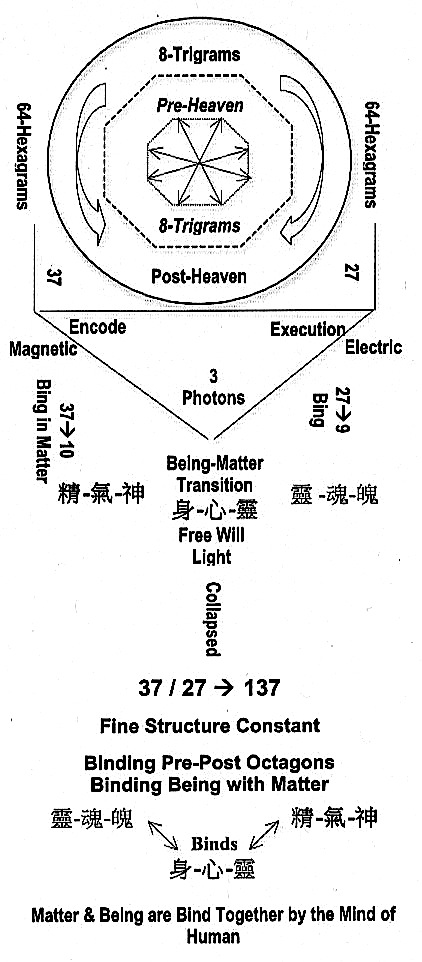 8-Trigrams
Pre-Heaven
64-Hexagrams
64-Hexagrams
8-Trigrams
Post-Heaven
37
27
Encode
Execution
Magnetic
Electric
3
Photons
37→10
Bing in Matter
27→9
Bing
Being-Matter
Transition
精-氣-神
身-心-靈
靈-魂-魄
Free Will
Light
Collapsed
37 / 27 → 137
Fine Structure Constant
Binding Pre-Post Octagons
Binding Being with Matter
靈-魂-魄
精-氣-神
Binds
身-心-靈
Matter & Being are Bind Together by the Mind of
Human